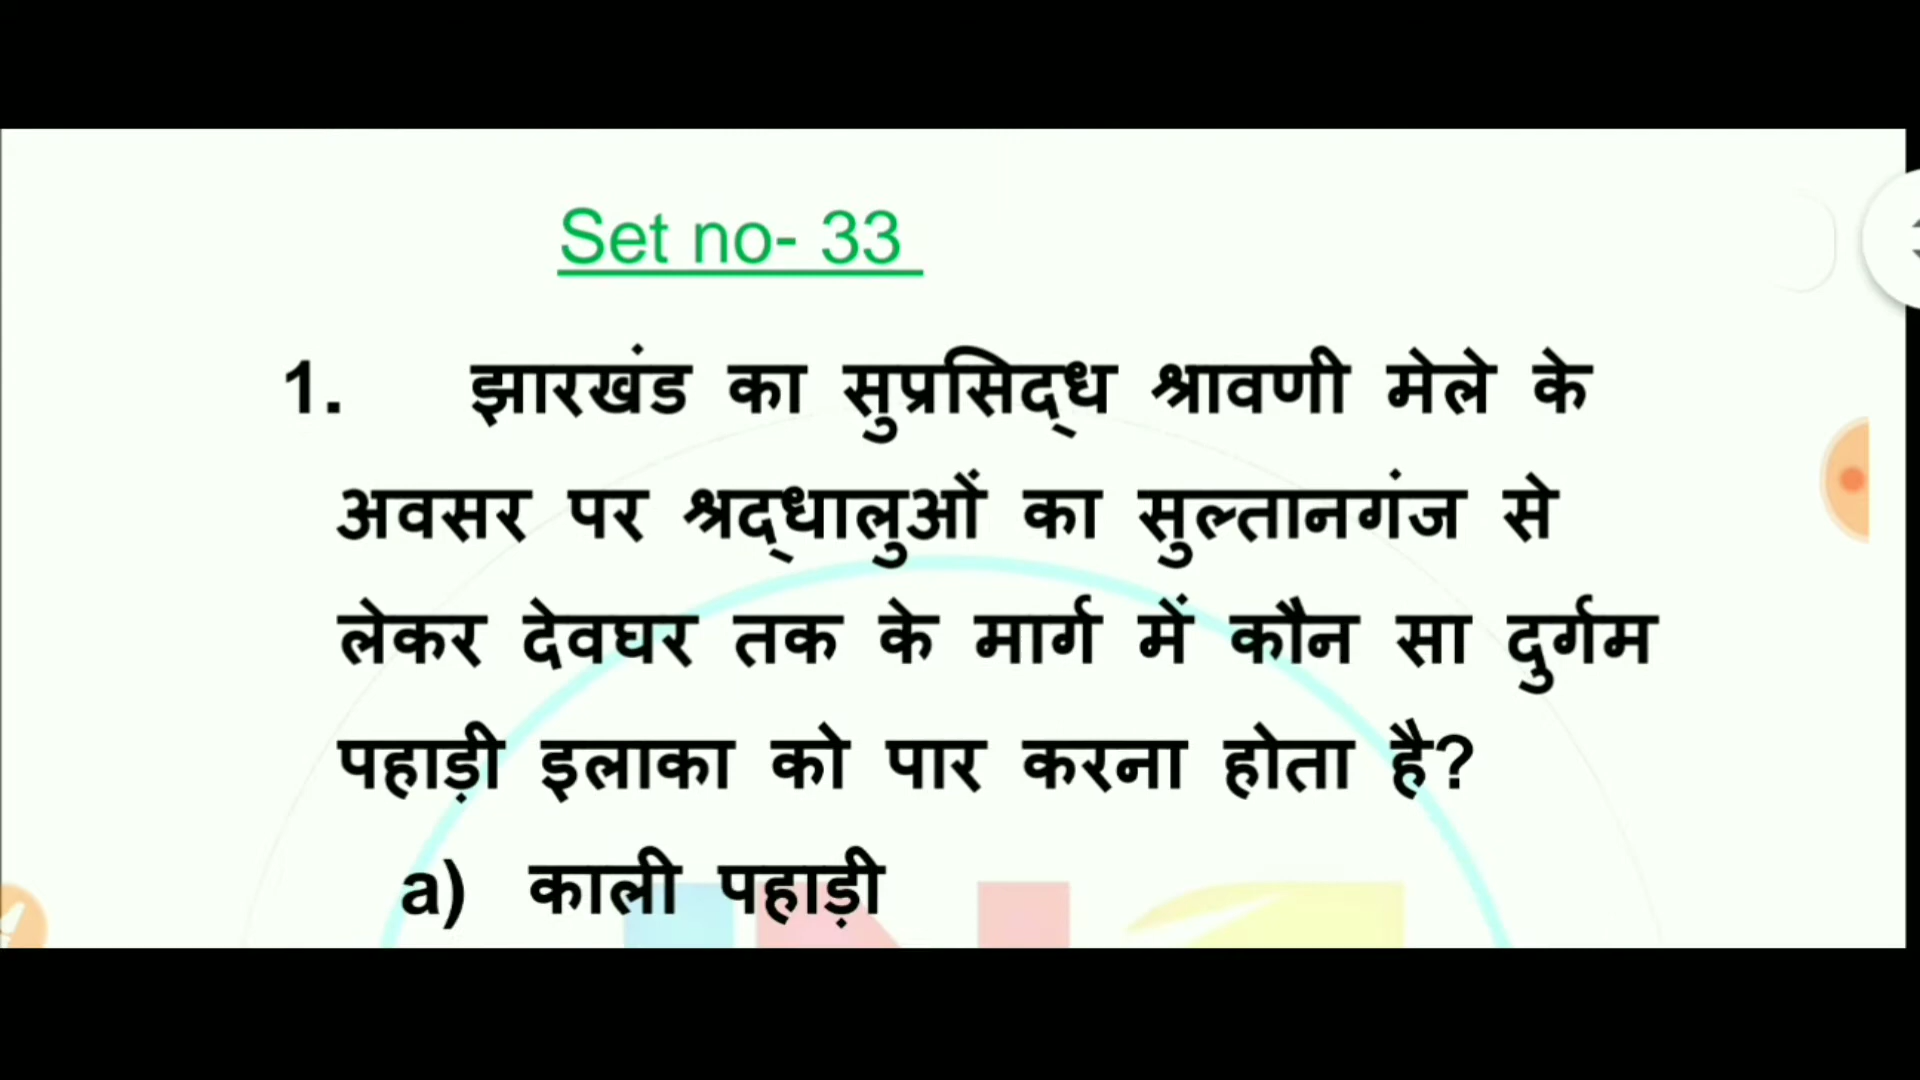 Set no- 33
1. झारखंड का सुप्रसिद्ध श्रावणी मेले के
अवसर पर श्रद्धालुओं का सुल्तानगंज से
लेकर देवघर तक के मार्ग में कौन सा दुर्गम
पहाड़ी इलाका को पार करना होता है?
a) काली पहाड़ी